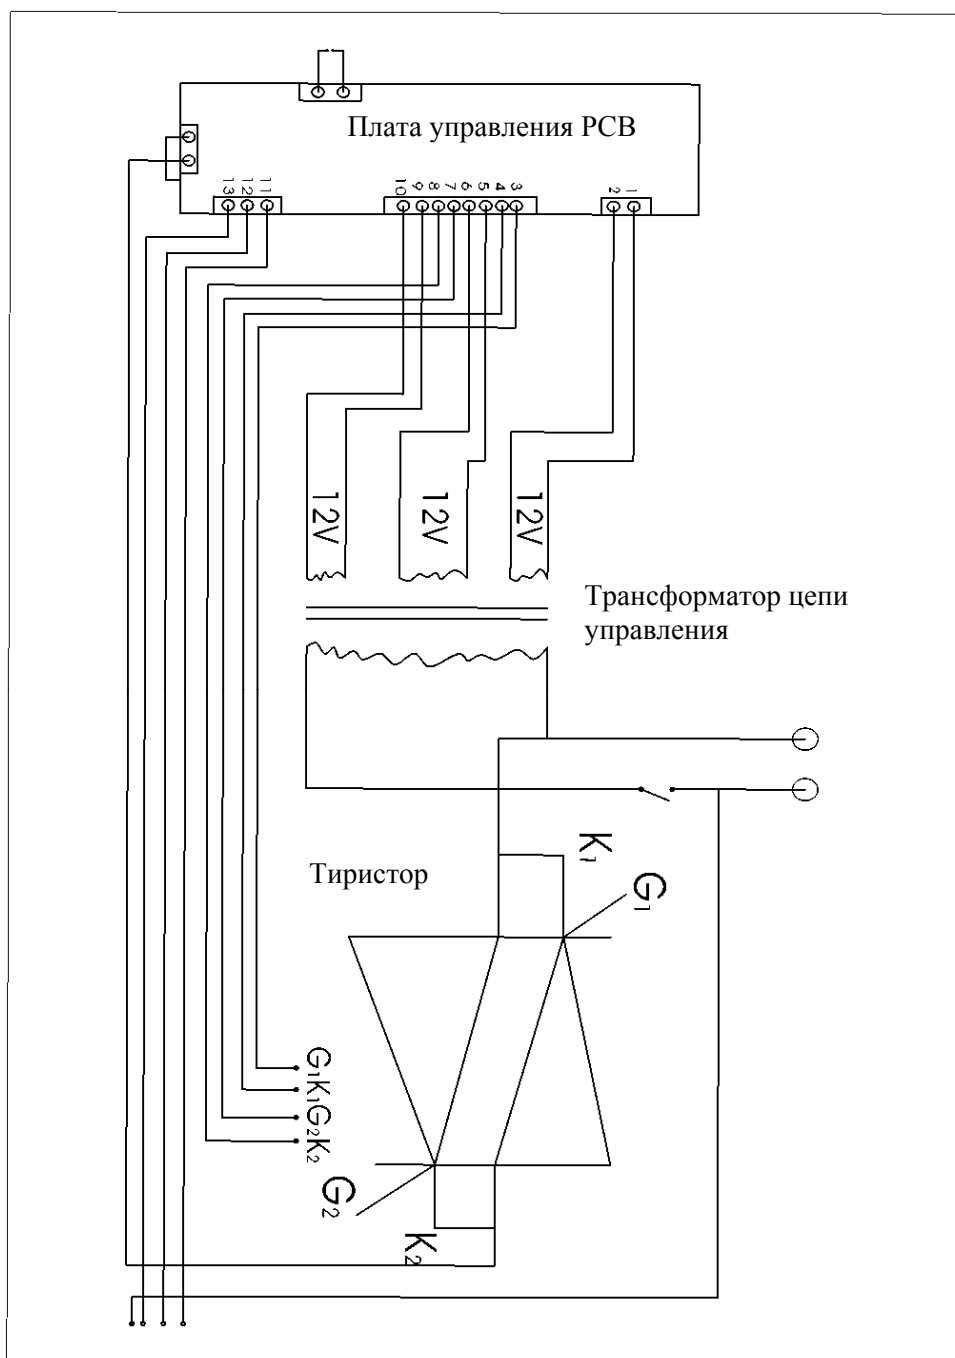 Плата управления PCB
13 12 11
10 9 8 7 6 5 4 3
2 1
12V
12V
12V
Трансформатор цепи
управления
K1
Тиристор
G1
G1K1G2K2
G2
K2